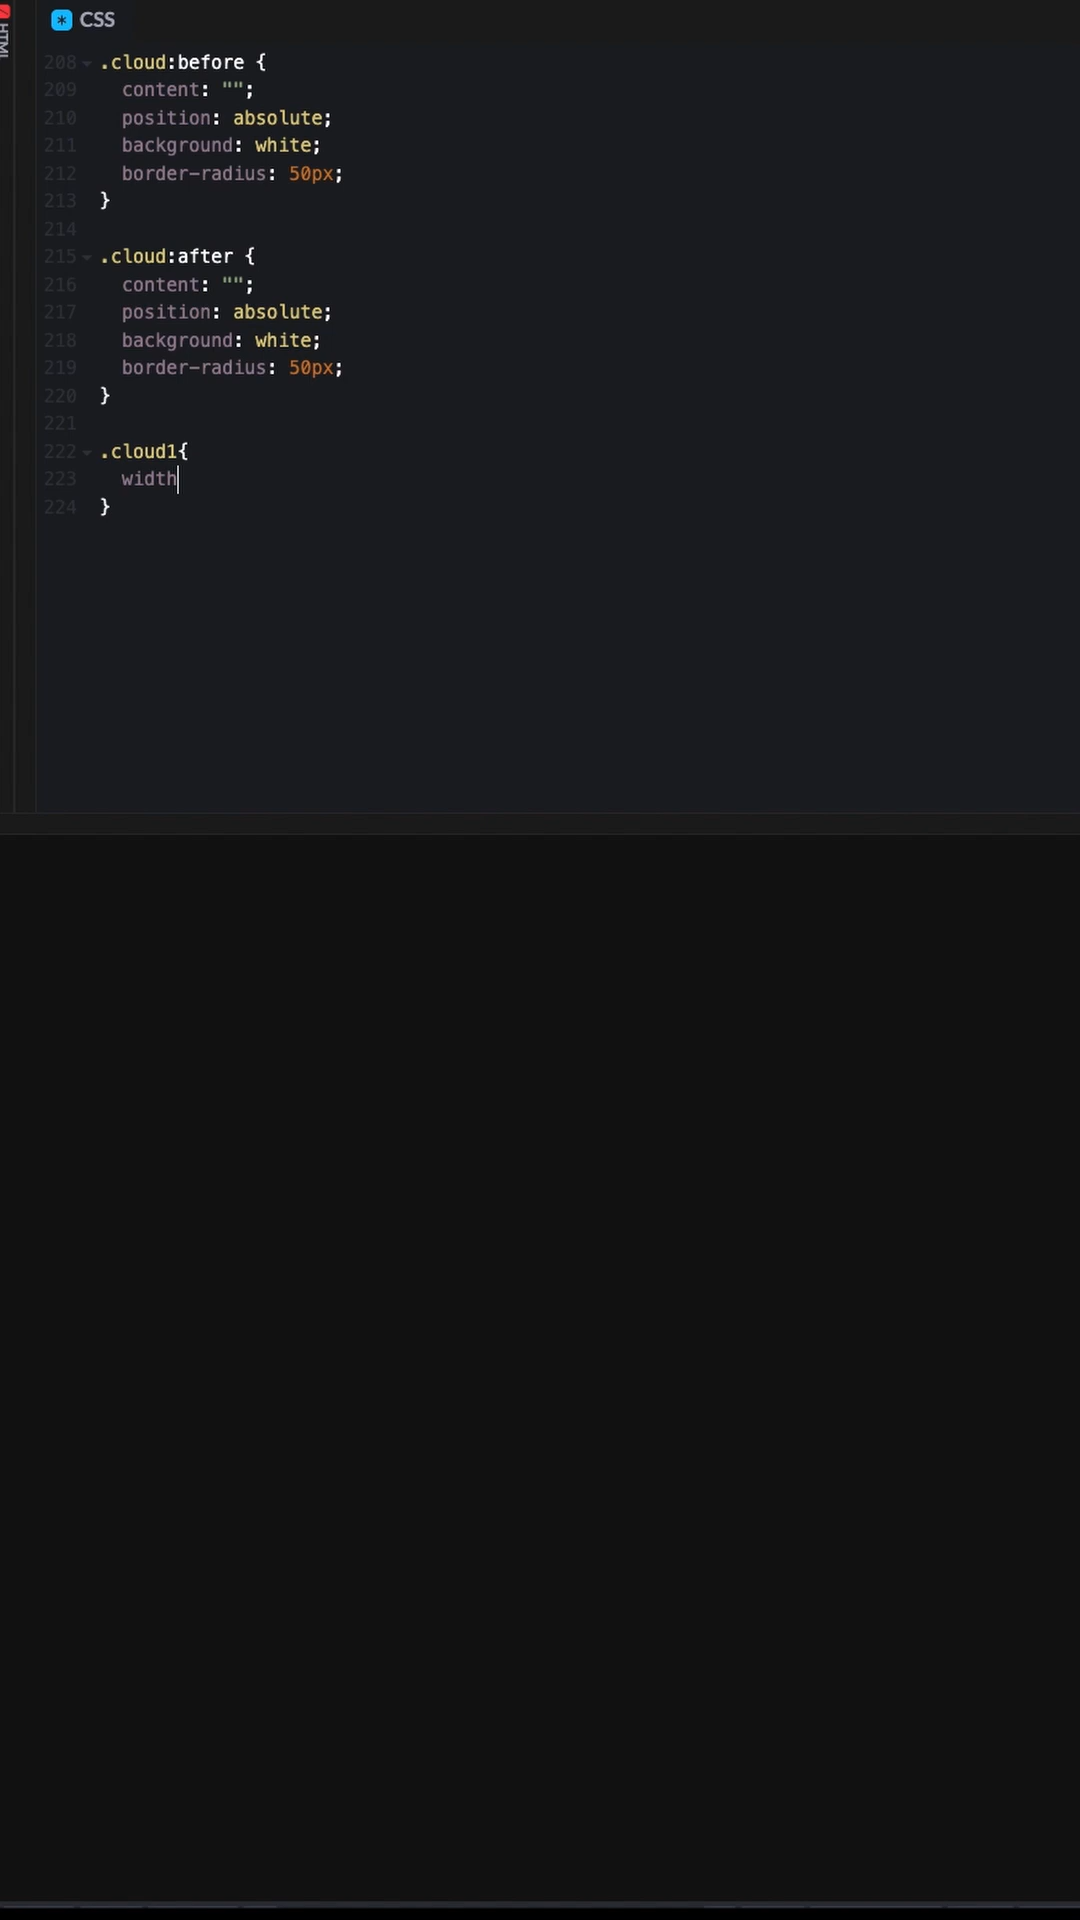 HTML
* CSS
208 .cloud:before {
209 content: "";
210 position: absolute;
211 background: white;
212 border-radius: 50px;
213 }
214
215 .cloud:after {
216 content: "";
217 position: absolute;
218 background: white;
219 border-radius: 50px;
220 }
221
222 .cloud1{
223 width
224 }